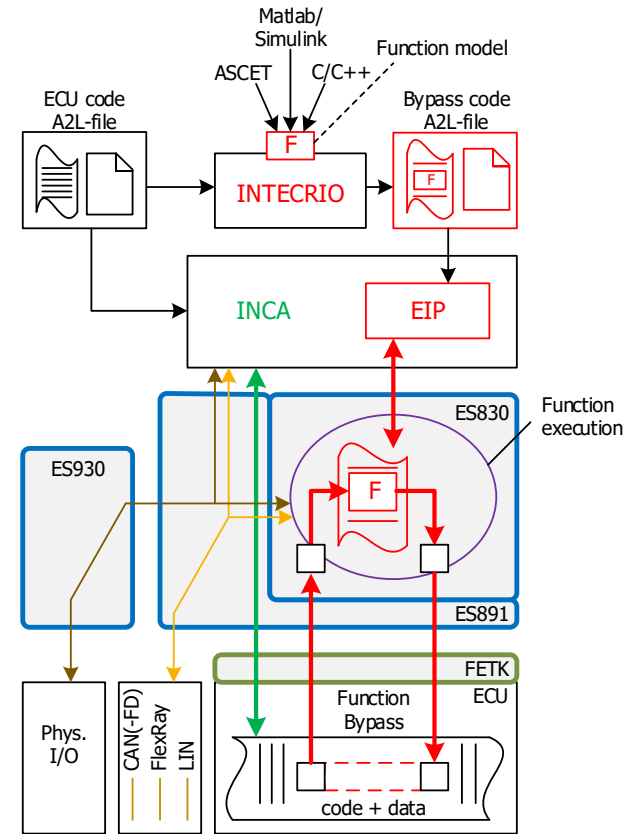 Matlab/
Simulink
Function model
ASCET
C/C++
ECU code
A2L-file
Bypass code
A2L-file
F
INTECRIO
F
INCA
EIP
ES830
Function
execution
ES930
F
ES891
FETK
ECU
Phys.
I/O
CAN(-FD)
FlexRay
LIN
Function
Bypass
code + data